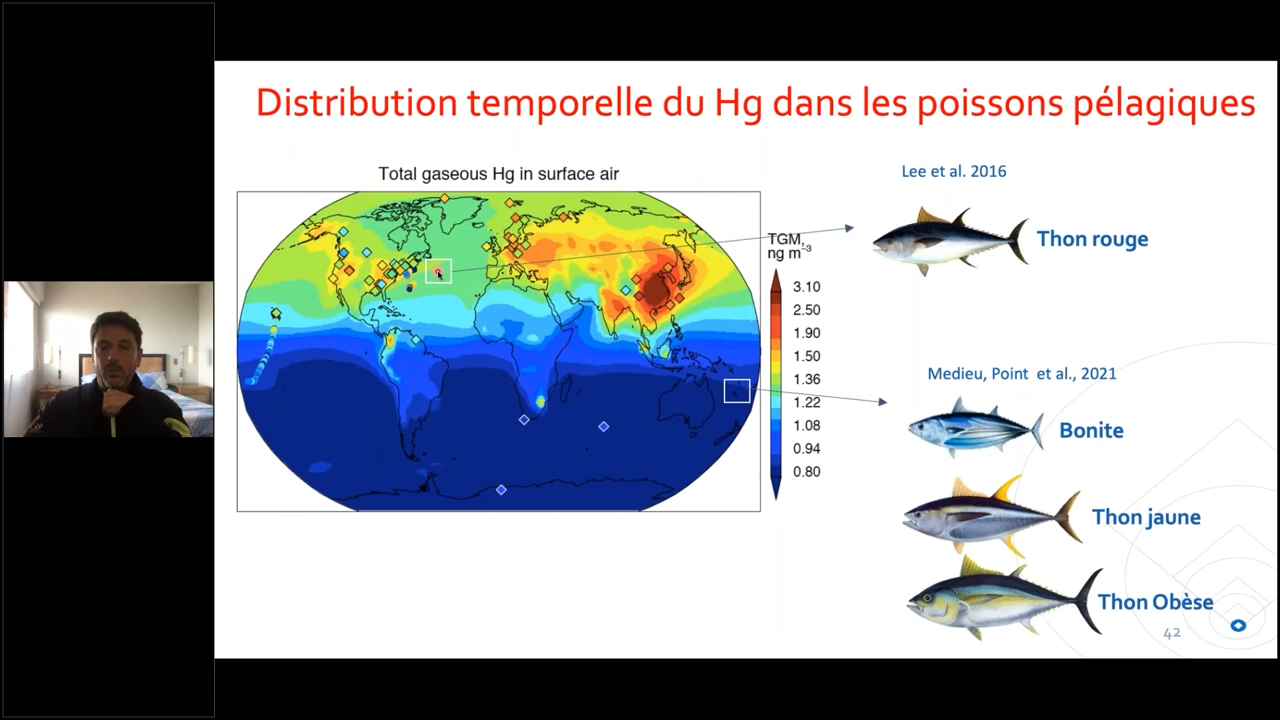 Distribution temporelle du Hg dans les poissons pélagiques
Total gaseous Hg in surface air
TGM,
ng m⁻³
3.10
2.50
1.90
1.50
1.36
1.22
1.08
0.94
0.80
Lee et al. 2016
Thon rouge
Medieu, Point et al., 2021
Bonite
Thon jaune
Thon Obèse
42